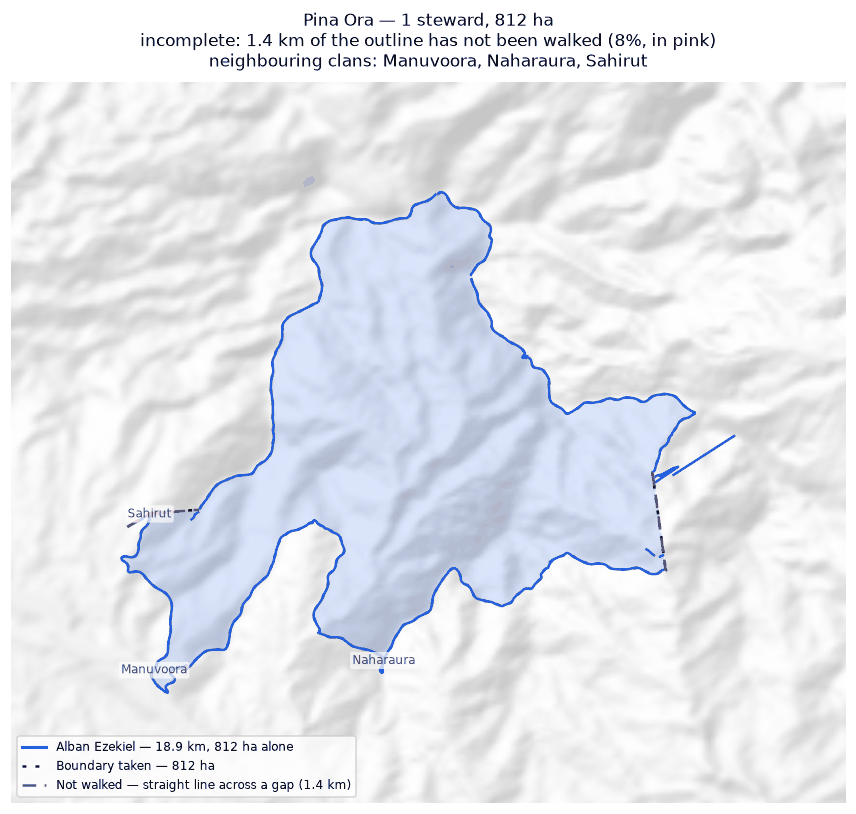 Pina Ora — 1 steward, 812 ha
incomplete: 1.4 km of the outline has not been walked (8%, in pink)
neighbouring clans: Manuvoora, Naharaura, Sahirut
Sahirut
Naharaura
Manuvoora
Alban Ezekiel — 18.9 km, 812 ha alone
Boundary taken — 812 ha
Not walked — straight line across a gap (1.4 km)